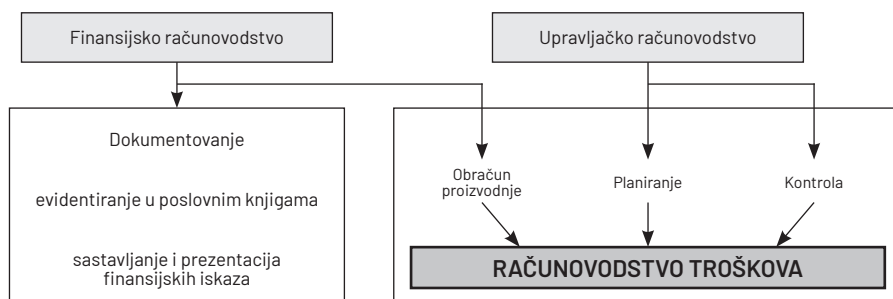 Finansijsko računovodstvo
Upravljačko računovodstvo
Dokumentovanje
evidentiranje u poslovnim knjigama
sastavljanje i prezentacija
finansijskih iskaza
Obračun
proizvodnje
Planiranje
Kontrola
RAČUNOVODSTVO TROŠKOVA